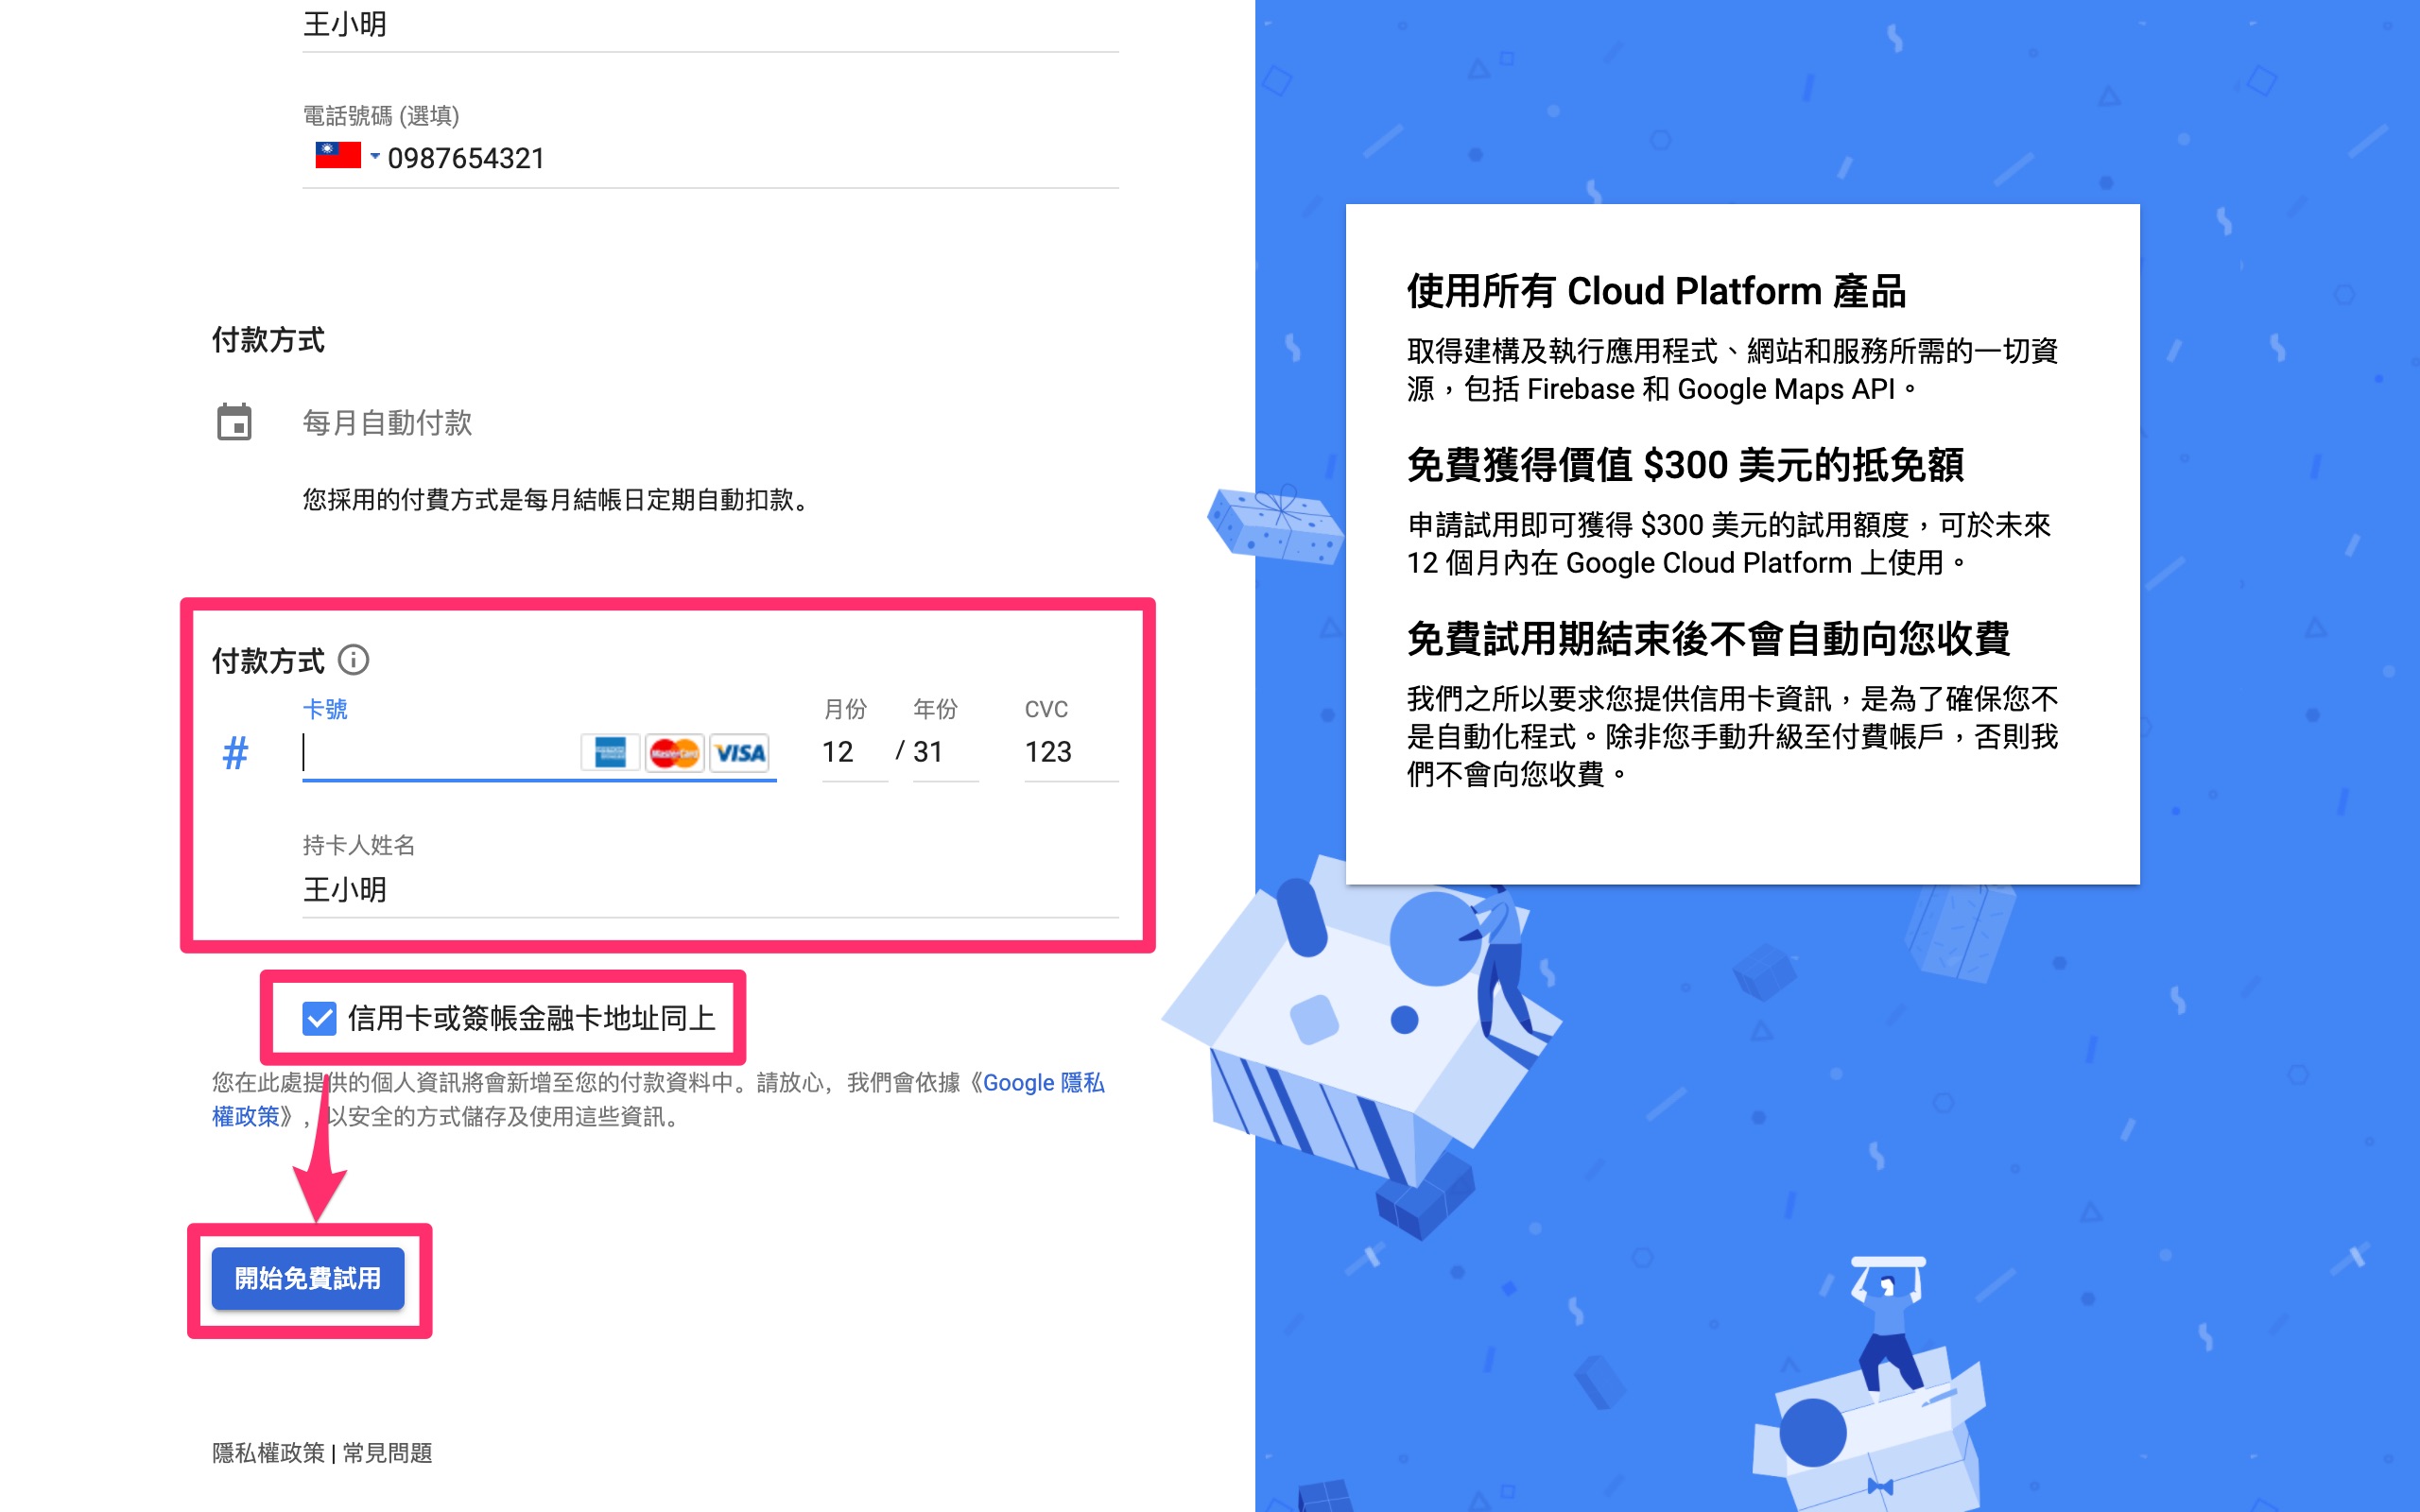 王小明
電話號碼 (選填)
0987654321
付款方式
每月自動付款
您採用的付費方式是每月結帳日定期自動扣款。
付款方式
卡號
月份
年份
CVC
#
MasterCard
VISA
12
/ 31
123
持卡人姓名
王小明
信用卡或簽帳金融卡地址同上
您在此處提供的個人資訊將會新增至您的付款資料中。請放心，我們會依據《Google 隱私
權政策》，以安全的方式儲存及使用這些資訊。
開始免費試用
隱私權政策 | 常見問題
使用所有 Cloud Platform 產品
取得建構及執行應用程式、網站和服務所需的一切資
源，包括 Firebase 和 Google Maps API。
免費獲得價值 $300 美元的抵免額
申請試用即可獲得 $300 美元的試用額度，可於未來
12 個月內在 Google Cloud Platform 上使用。
免費試用期結束後不會自動向您收費
我們之所以要求您提供信用卡資訊，是為了確保您不
是自動化程式。除非您手動升級至付費帳戶，否則我
們不會向您收費。